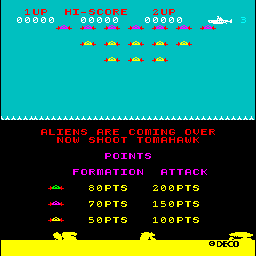 1UP HI-SCORE 2UP
00000 00000 00000 3
ALIENS ARE COMING OVER
NOW SHOOT TOMAHAWK
POINTS
FORMATION ATTACK
80PTS 200PTS
70PTS 150PTS
50PTS 100PTS
©DECO